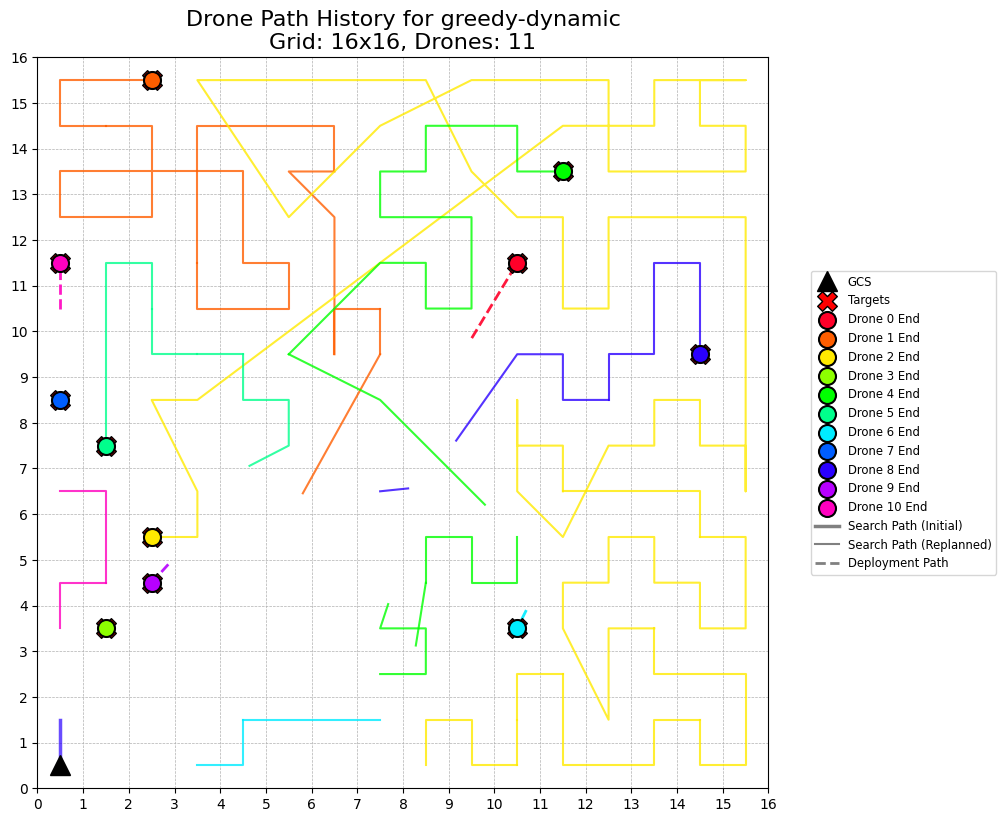 Drone Path History for greedy-dynamic
Grid: 16x16, Drones: 11
16
15
14
13
12
11
10
9
8
7
6
5
4
3
2
1
0
0 1 2 3 4 5 6 7 8 9 10 11 12 13 14 15 16
GCS
Targets
Drone 0 End
Drone 1 End
Drone 2 End
Drone 3 End
Drone 4 End
Drone 5 End
Drone 6 End
Drone 7 End
Drone 8 End
Drone 9 End
Drone 10 End
Search Path (Initial)
Search Path (Replanned)
Deployment Path